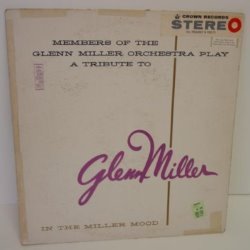 CROWN RECORDS
STEREO
MEMBERS OF THE
GLENN MILLER ORCHESTRA PLAY
A TRIBUTE TO
Glenn Miller
IN THE MILLER MOOD